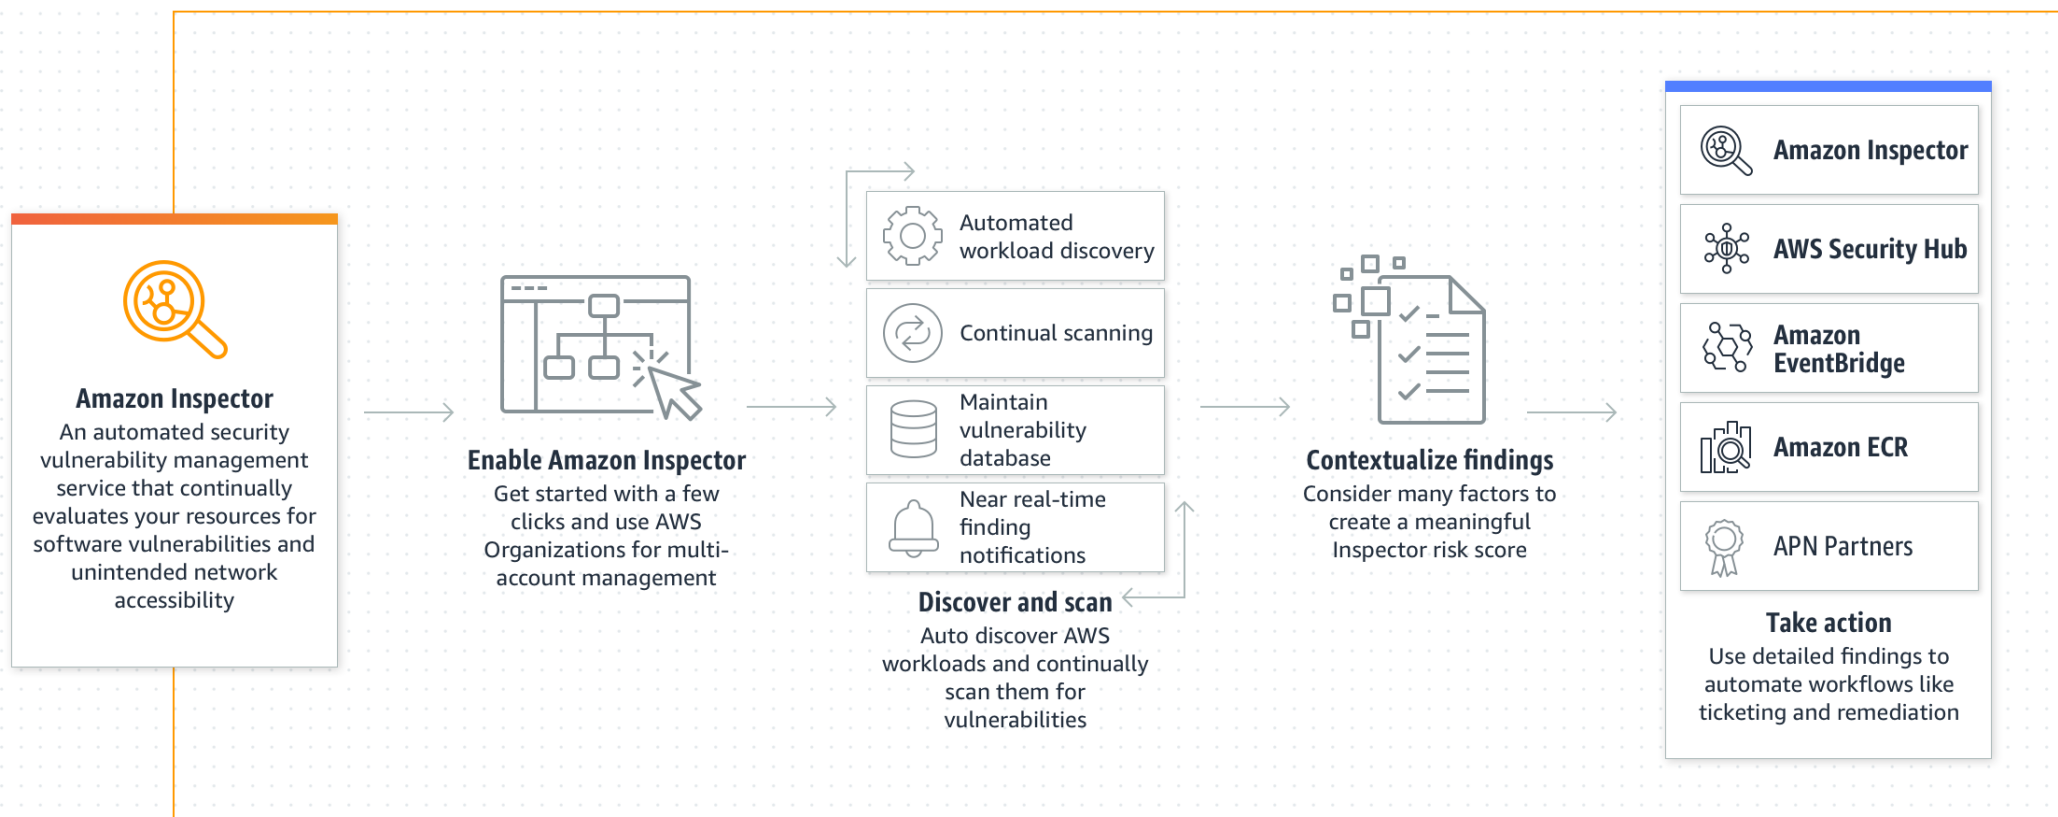 Amazon Inspector
An automated security
vulnerability management
service that continually
evaluates your resources for
software vulnerabilities and
unintended network
accessibility
Enable Amazon Inspector
Get started with a few
clicks and use AWS
Organizations for multi-
account management
Automated
workload discovery
Continual scanning
Maintain
vulnerability
database
Near real-time
finding
notifications
Discover and scan
Auto discover AWS
workloads and continually
scan them for
vulnerabilities
Contextualize findings
Consider many factors to
create a meaningful
Inspector risk score
Amazon Inspector
AWS Security Hub
Amazon
EventBridge
Amazon ECR
APN Partners
Take action
Use detailed findings to
automate workflows like
ticketing and remediation